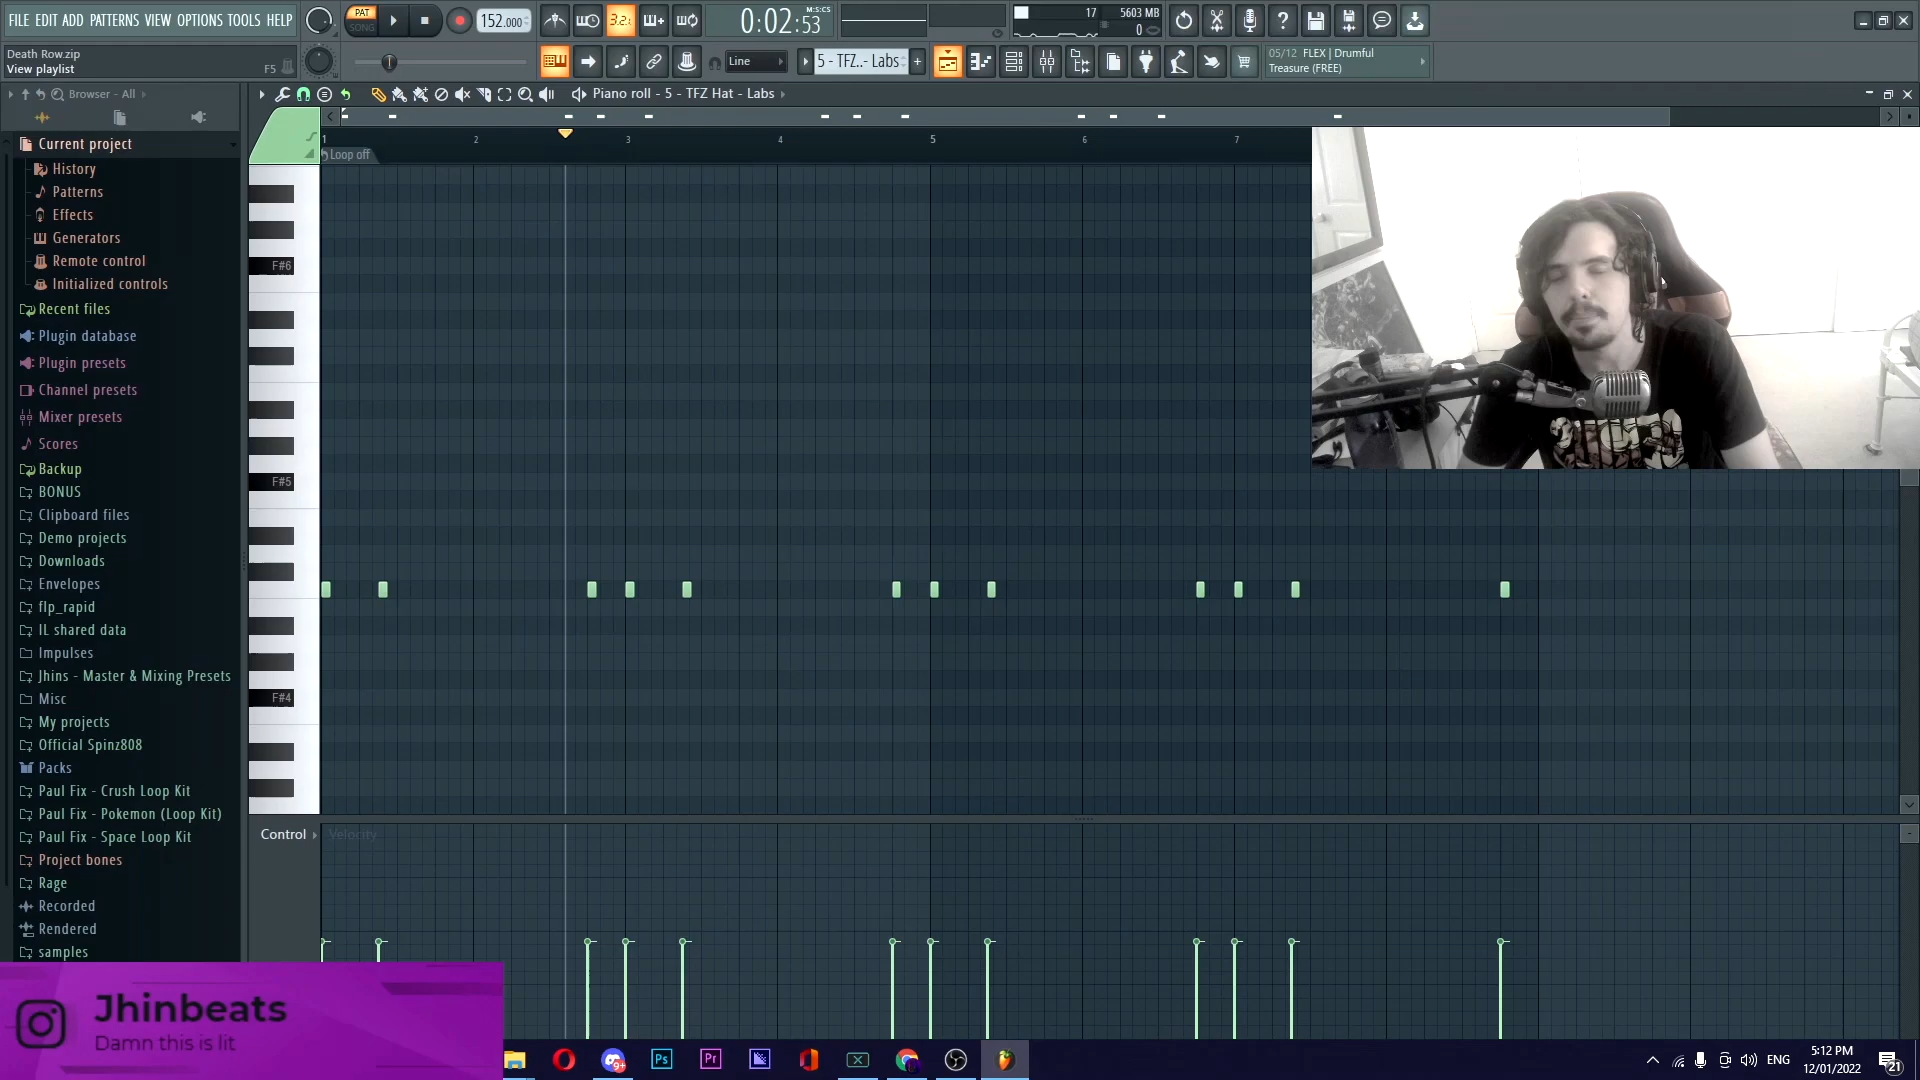 FILE EDIT ADD PATTERNS VIEW OPTIONS TOOLS HELP
PAT
SONG
152.000
3.2.
0:02:53
M:S:CS
17
5603 MB
0
Death Row.zip
View playlist
F5
Line
5 - TFZ..- Labs
05/12 FLEX | Drumful
Treasure (FREE)
Browser - All
Piano roll - 5 - TFZ Hat - Labs
1
2
3
4
5
6
7
Loop off
Current project
History
Patterns
Effects
Generators
Remote control
Initialized controls
Recent files
Plugin database
Plugin presets
Channel presets
Mixer presets
Scores
Backup
BONUS
Clipboard files
Demo projects
Downloads
Envelopes
flp_rapid
IL shared data
Impulses
Jhins - Master & Mixing Presets
Misc
My projects
Official Spinz808
Packs
Paul Fix - Crush Loop Kit
Paul Fix - Pokemon (Loop Kit)
Paul Fix - Space Loop Kit
Project bones
Rage
Recorded
Rendered
samples
F#6
F#5
F#4
Control
Velocity
Jhinbeats
Damn this is lit
9+
Ps
Pr
ENG
5:12 PM
12/01/2022
21